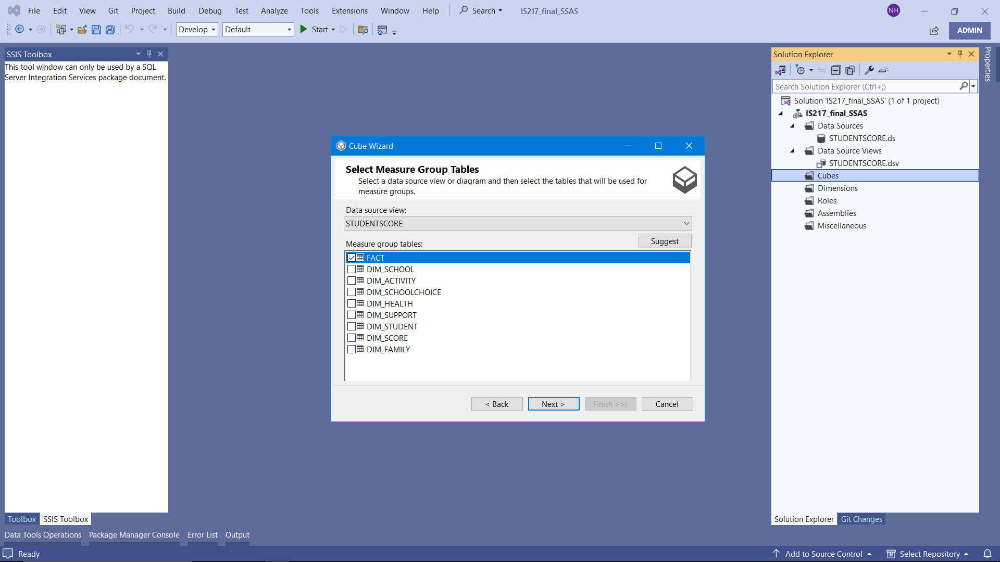 File Edit View Git Project Build Debug Test Analyze Tools Extensions Window Help Search IS217_final_SSAS NH
Develop Default Start ADMIN
SSIS Toolbox
This tool window can only be used by a SQL
Server Integration Services package document.
Toolbox SSIS Toolbox
Cube Wizard
Select Measure Group Tables
Select a data source view or diagram and then select the tables that will be used for
measure groups.
Data source view:
STUDENTSCORE
Suggest
Measure group tables:
FACT
DIM_SCHOOL
DIM_ACTIVITY
DIM_SCHOOLCHOICE
DIM_HEALTH
DIM_SUPPORT
DIM_STUDENT
DIM_SCORE
DIM_FAMILY
< Back Next > Finish >>| Cancel
Solution Explorer
Search Solution Explorer (Ctrl+;)
Solution 'IS217_final_SSAS' (1 of 1 project)
IS217_final_SSAS
Data Sources
STUDENTSCORE.ds
Data Source Views
STUDENTSCORE.dsv
Cubes
Dimensions
Roles
Assemblies
Miscellaneous
Solution Explorer Git Changes
Properties
Data Tools Operations Package Manager Console Error List Output
Ready Add to Source Control Select Repository